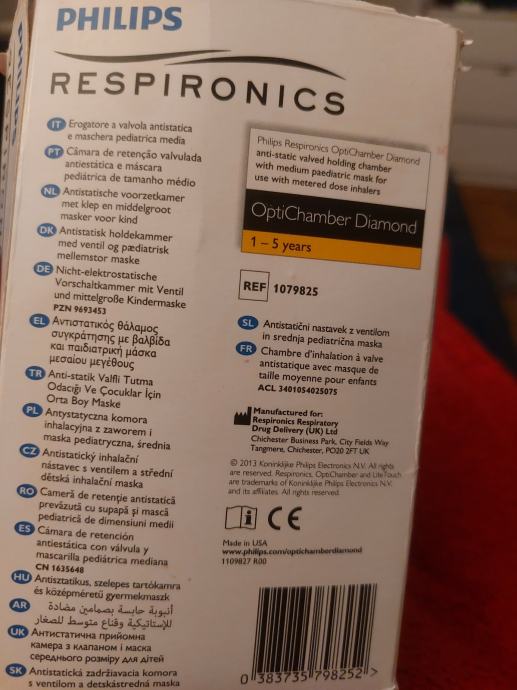 PHILIPS
PHILIPS
RESPIRONICS
IT Erogatore a valvola antistatica
e maschera pediatrica media
PT Câmara de retenção valvulada
antiestática e máscara
pediátrica de tamanho médio
NL Antistatische voorzetkamer
met klep en middelgroot
masker voor kind
DK Antistatisk holdekammer
med ventil og pædiatrisk
mellemstor maske
DE Nicht-elektrostatische
Vorschaltkammer mit Ventil
und mittelgroße Kindermaske
PZN 9693453
EL Αντιστατικός θάλαμος
συγκράτησης με βαλβίδα
και παιδιατρική μάσκα
μεσαίου μεγέθους
TR Anti-statik Valfli Tutma
Odacığı Ve Çocuklar İçin
Orta Boy Maske
PL Antystatyczna komora
inhalacyjna z zaworem i
maska pediatryczna, średnia
CZ Antistatický inhalační
nástavec s ventilem a střední
dětská inhalační maska
RO Cameră de retenţie antistatică
prevăzută cu supapă şi mască
pediatrică de dimensiuni medii
ES Cámara de retención
antiestática con válvula y
mascarilla pediátrica mediana
CN 1635648
HU Antisztatikus, szelepes tartókamra
és középméretű gyermekmaszk
AR أنبوبة حابسة بصمامين مضادة
للإستاتيكية وقناع متوسط للصغار
UK Антистатична прийомна
камера з клапаном і маска
середнього розміру для дітей
SK Antistatická zadržiavacia komora
s ventilom a detská stredná maska
Philips Respironics OptiChamber Diamond
anti-static valved holding chamber
with medium paediatric mask for
use with metered dose inhalers
OptiChamber Diamond
1 – 5 years
REF 1079825
SL Antistatični nastavek z ventilom
in srednja pediatrična maska
FR Chambre d'inhalation à valve
antistatique avec masque de
taille moyenne pour enfants
ACL 3401054025075
Manufactured for:
Respironics Respiratory
Drug Delivery (UK) Ltd
Chichester Business Park, City Fields Way
Tangmere, Chichester, PO20 2FT UK
© 2013 Koninklijke Philips Electronics N.V. All rights
are reserved. Respironics, OptiChamber and LiteTouch
are trademarks of Koninklijke Philips Electronics N.V.
and its affiliates. All rights reserved.
CE
Made in USA
www.philips.com/optichamberdiamond
1109827 R00
0 383735 798252 >